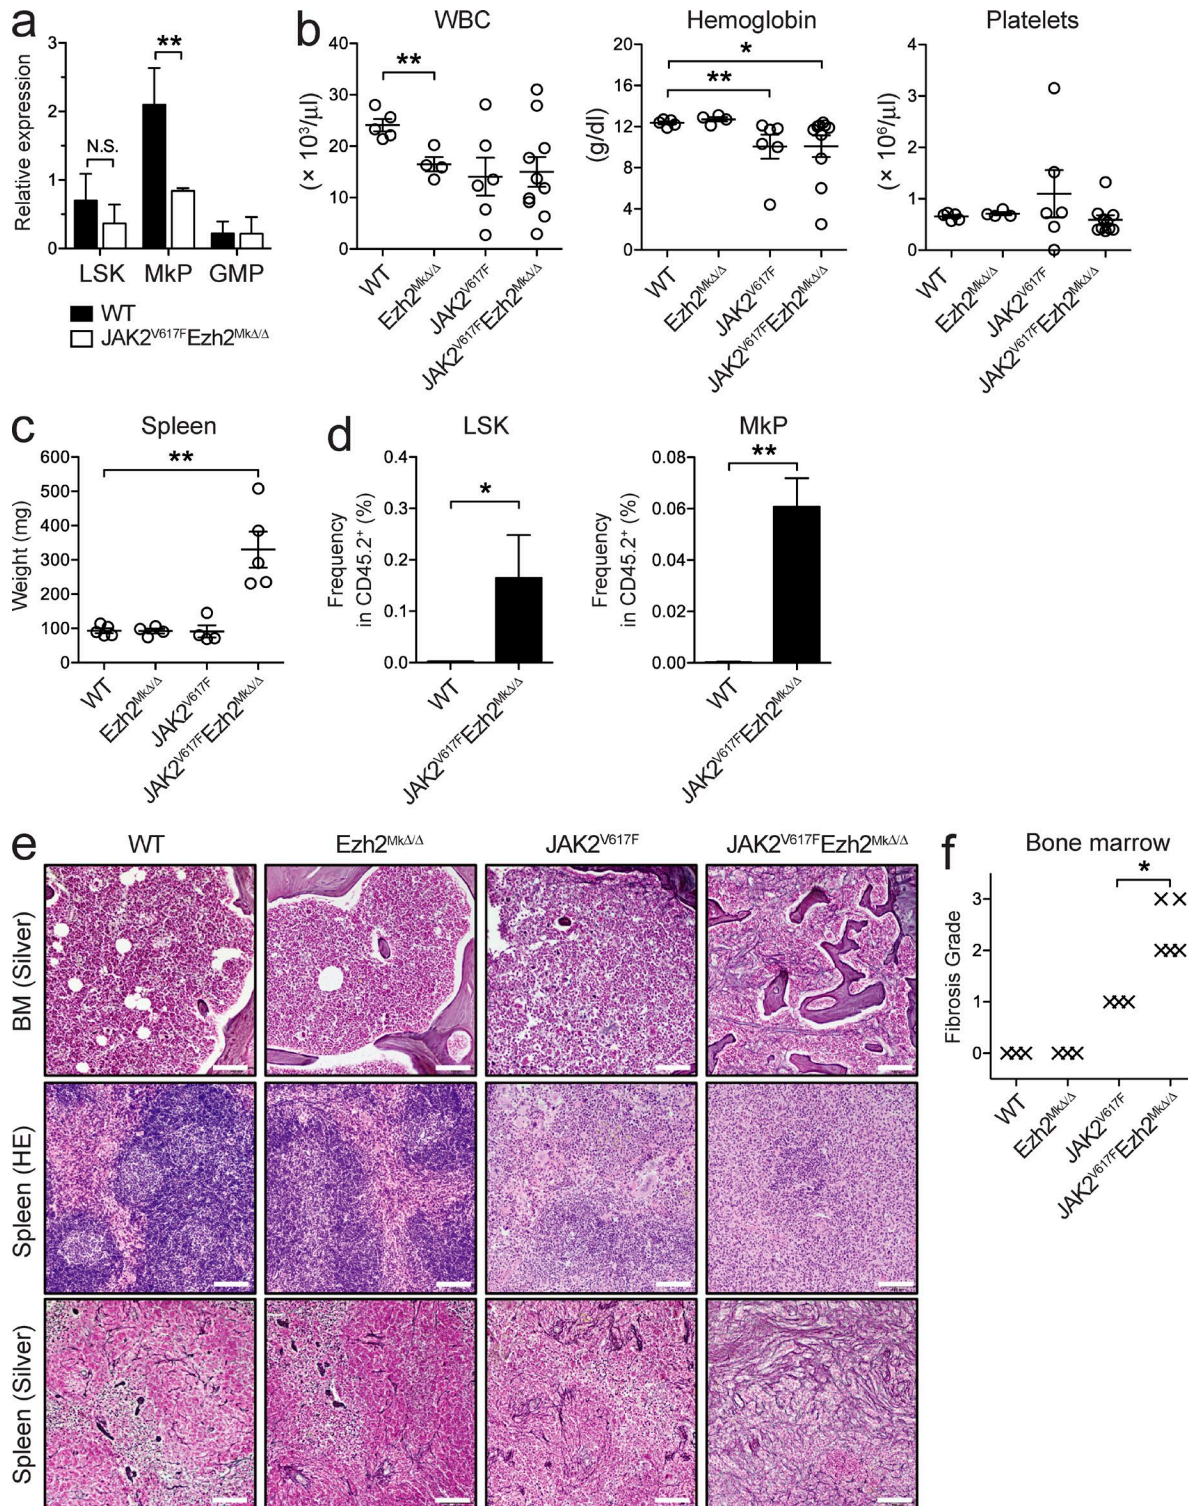 a
Relative expression
3
2
1
0
**
N.S.
LSK MkP GMP
WT
JAK2V617FEzh2MkΔ/Δ
b
WBC
(× 10³/μl)
40
30
20
10
0
**
WT
Ezh2MkΔ/Δ
JAK2V617F
JAK2V617FEzh2MkΔ/Δ
Hemoglobin
(g/dl)
20
16
12
8
4
0
*
**
WT
Ezh2MkΔ/Δ
JAK2V617F
JAK2V617FEzh2MkΔ/Δ
Platelets
(× 10⁶/μl)
4
3
2
1
0
WT
Ezh2MkΔ/Δ
JAK2V617F
JAK2V617FEzh2MkΔ/Δ
c
Spleen
Weight (mg)
600
500
400
300
200
100
0
**
WT
Ezh2MkΔ/Δ
JAK2V617F
JAK2V617FEzh2MkΔ/Δ
d
LSK
Frequency
in CD45.2⁺ (%)
0.4
0.3
0.2
0.1
0.0
*
WT
JAK2V617FEzh2MkΔ/Δ
MkP
Frequency
in CD45.2⁺ (%)
0.08
0.06
0.04
0.02
0.00
**
WT
JAK2V617FEzh2MkΔ/Δ
e
WT Ezh2MkΔ/Δ JAK2V617F JAK2V617FEzh2MkΔ/Δ
BM (Silver)
Spleen (HE)
Spleen (Silver)
f
Bone marrow
Fibrosis Grade
3
2
1
0
*
WT
Ezh2MkΔ/Δ
JAK2V617F
JAK2V617FEzh2MkΔ/Δ